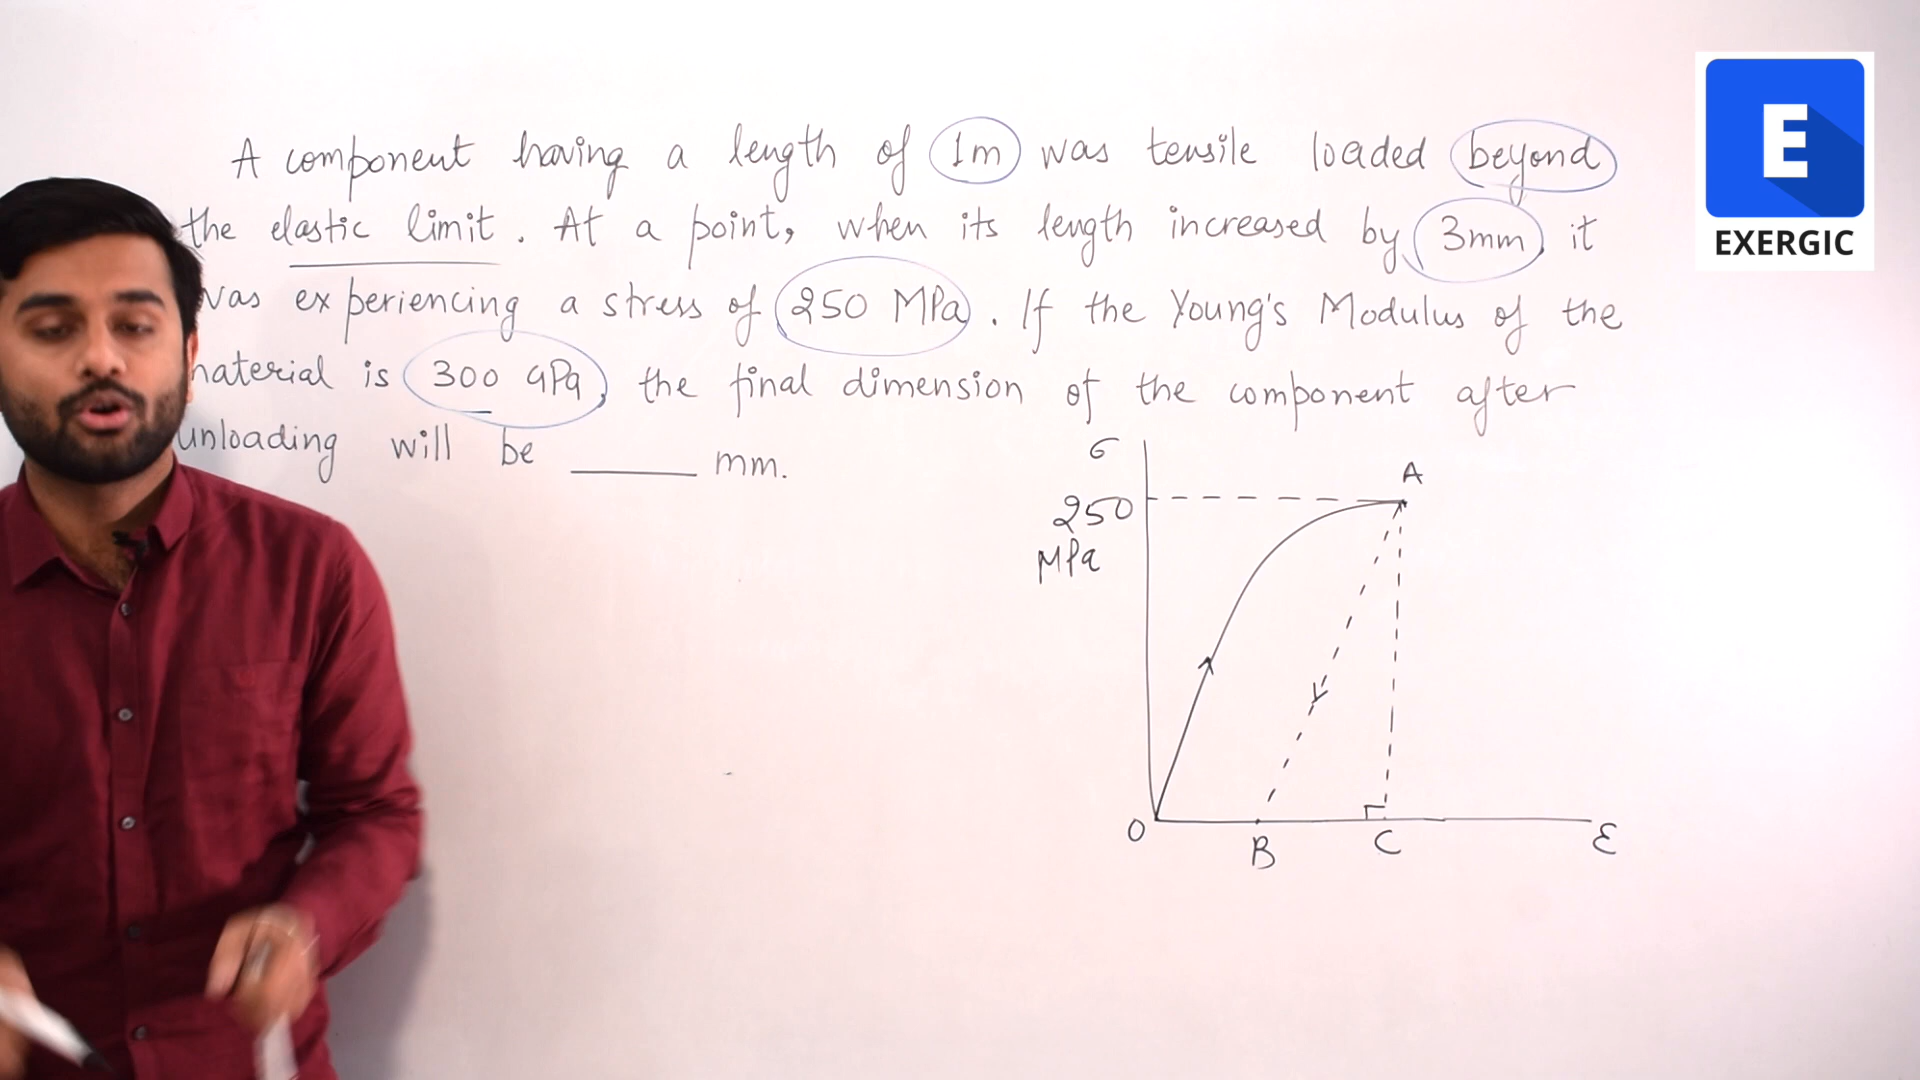 E
EXERGIC
A component having a length of 1m was tensile loaded beyond
the elastic limit. At a point, when its length increased by 3mm it
was experiencing a stress of 250 MPa. If the Young's Modulus of the
material is 300 GPa, the final dimension of the component after
unloading will be ______ mm.
σ
A
250
MPa
O
B
C
ε